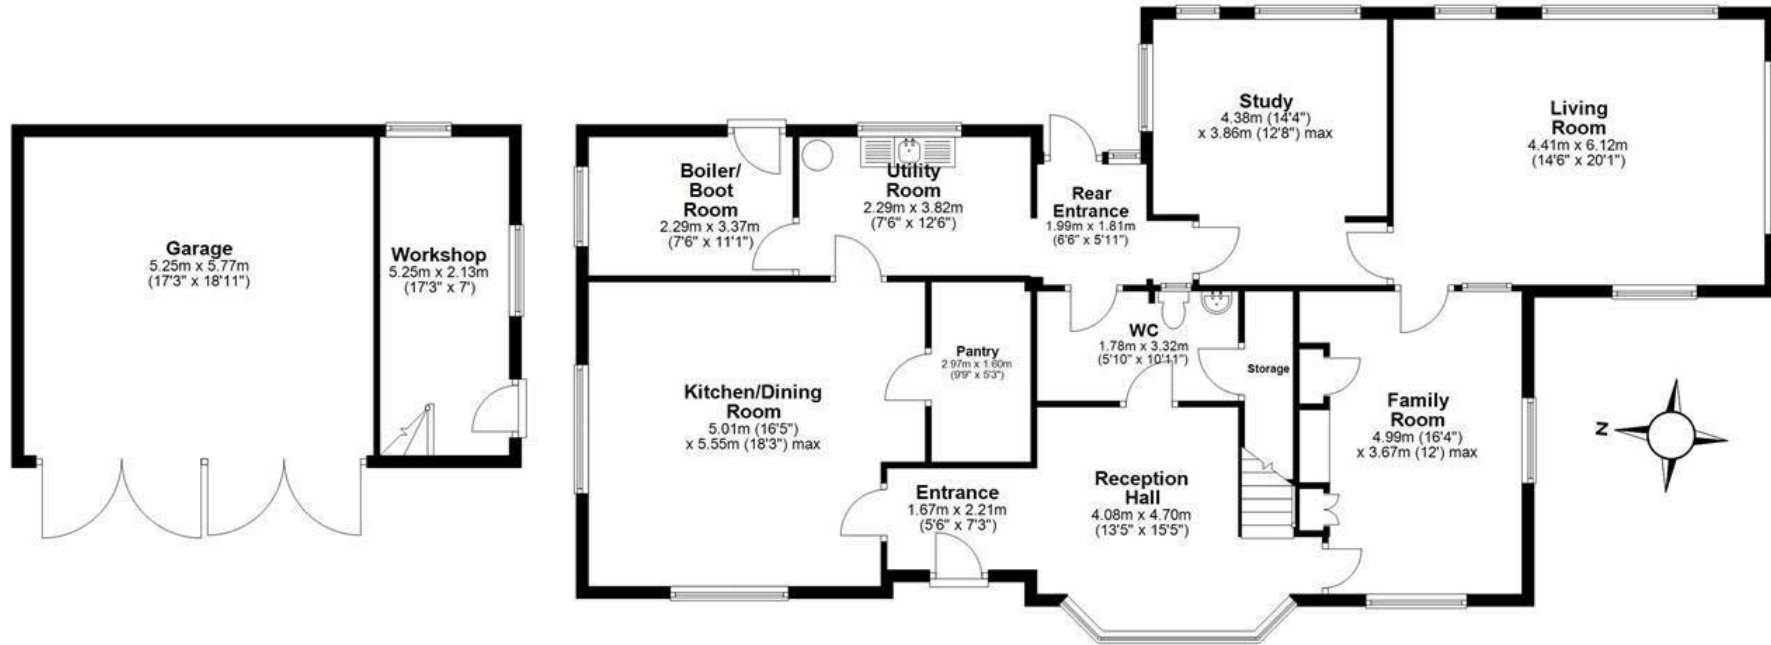 Garage
5.25m x 5.77m
(17'3" x 18'11")
Workshop
5.25m x 2.13m
(17'3" x 7')
Boiler/
Boot
Room
2.29m x 3.37m
(7'6" x 11'1")
Utility
Room
2.29m x 3.82m
(7'6" x 12'6")
Rear
Entrance
1.99m x 1.81m
(6'6" x 5'11")
Study
4.38m (14'4")
x 3.86m (12'8") max
Living
Room
4.41m x 6.12m
(14'6" x 20'1")
Kitchen/Dining
Room
5.01m (16'5")
x 5.55m (18'3") max
Pantry
2.97m x 1.60m
(9'9" x 5'3")
WC
1.78m x 3.32m
(5'10" x 10'11")
Storage
Family
Room
4.99m (16'4")
x 3.67m (12') max
Entrance
1.67m x 2.21m
(5'6" x 7'3")
Reception
Hall
4.08m x 4.70m
(13'5" x 15'5")
N